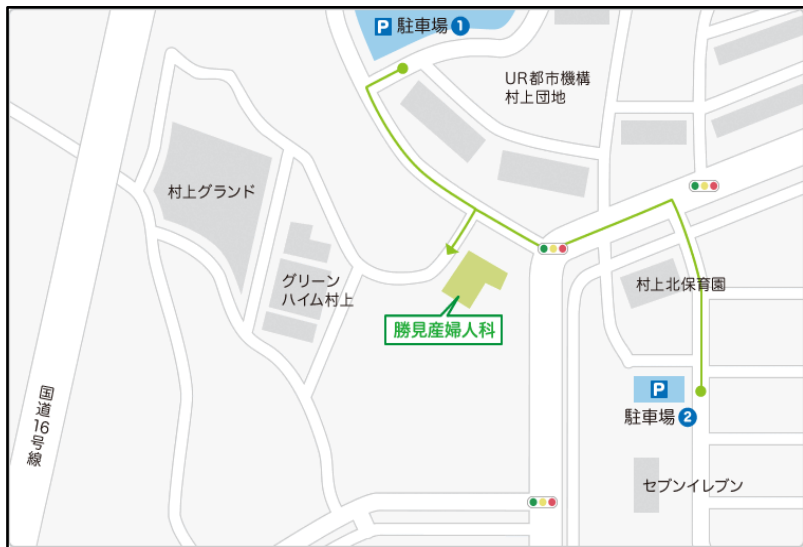 P 駐車場 1
UR都市機構
村上団地
村上グランド
グリーン
ハイム村上
村上北保育園
勝見産婦人科
P
駐車場 2
国道16号線
セブンイレブン